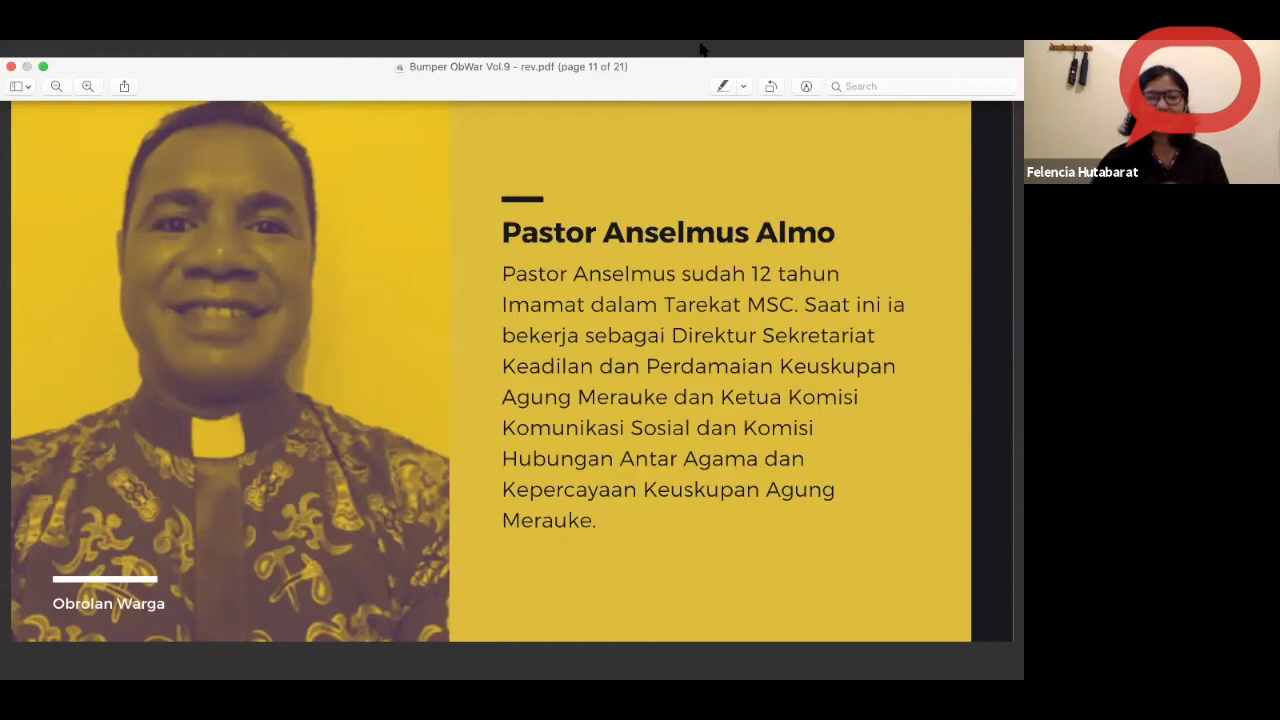 Bumper ObWar Vol.9 - rev.pdf (page 11 of 21)
Search
Felencia Hutabarat
Pastor Anselmus Almo
Pastor Anselmus sudah 12 tahun
Imamat dalam Tarekat MSC. Saat ini ia
bekerja sebagai Direktur Sekretariat
Keadilan dan Perdamaian Keuskupan
Agung Merauke dan Ketua Komisi
Komunikasi Sosial dan Komisi
Hubungan Antar Agama dan
Kepercayaan Keuskupan Agung
Merauke.
Obrolan Warga